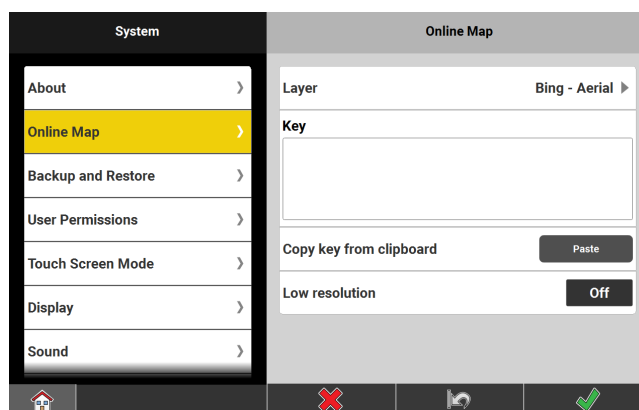 System
Online Map
About
Online Map
Backup and Restore
User Permissions
Touch Screen Mode
Display
Sound
Layer Bing - Aerial
Key
Copy key from clipboard Paste
Low resolution Off